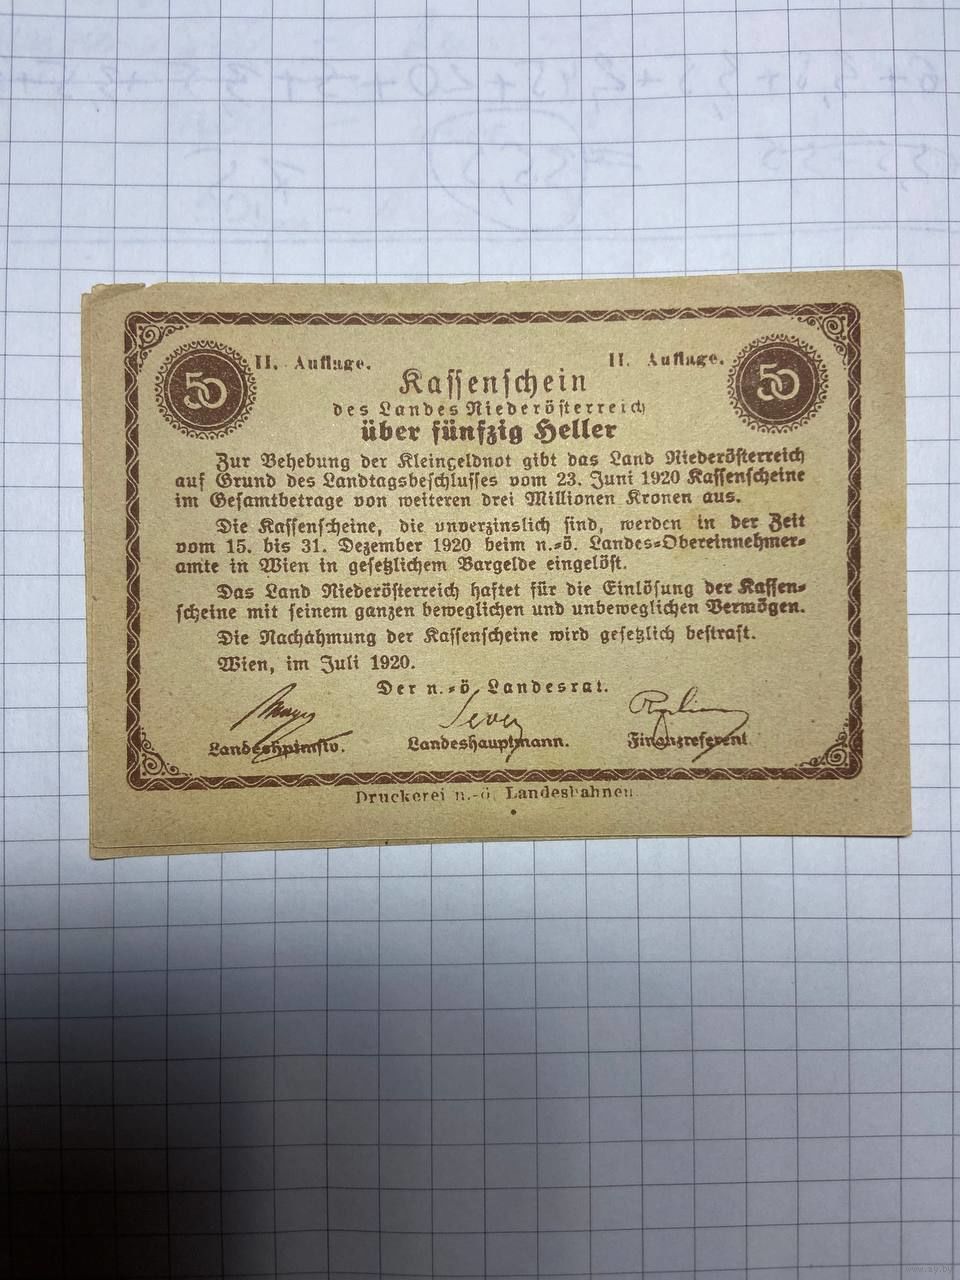 50 II. Auflage. II. Auflage. 50
Kassenschein
des Landes Niederösterreich
über fünfzig Heller
Zur Behebung der Kleingeldnot gibt das Land Niederösterreich
auf Grund des Landtagsbeschlusses vom 23. Juni 1920 Kassenscheine
im Gesamtbetrage von weiteren drei Millionen Kronen aus.
Die Kassenscheine, die unverzinslich sind, werden in der Zeit
vom 15. bis 31. Dezember 1920 beim n.-ö. Landes-Obereinnehmer-
amte in Wien in gesetzlichem Bargelde eingelöst.
Das Land Niederösterreich haftet für die Einlösung der Kassen-
scheine mit seinem ganzen beweglichen und unbeweglichen Vermögen.
Die Nachahmung der Kassenscheine wird gesetzlich bestraft.
Wien, im Juli 1920.
Der n.-ö. Landesrat.
Sever
Landeshptmstv. Landeshauptmann. Finanzreferent
Druckerei n.-ö. Landesbahnen